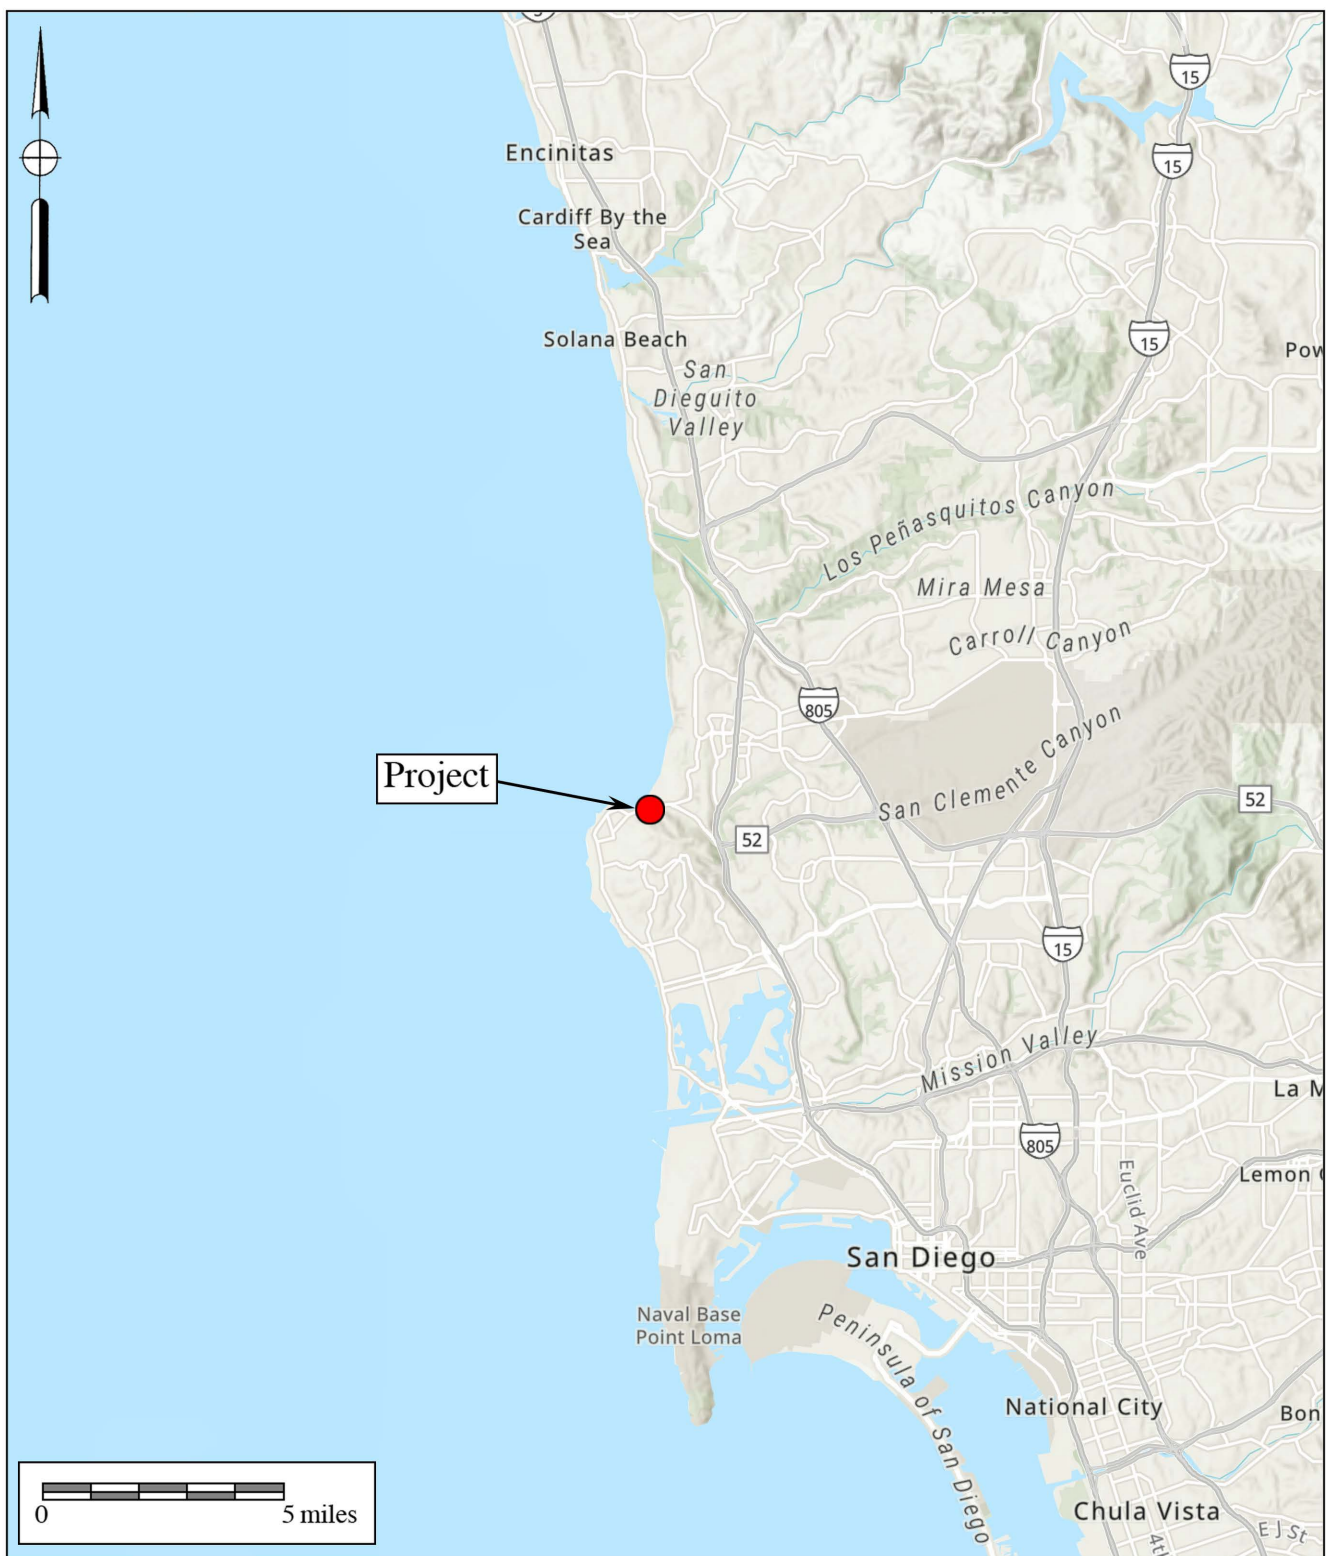 15
15
Encinitas
Cardiff By the
Sea
15
Solana Beach
Pow
San
Dieguito
Valley
Los Peñasquitos Canyon
Mira Mesa
Carroll Canyon
805
San Clemente Canyon
Project
52
52
15
Mission Valley
La M
805
Lemon
Euclid Ave
San Diego
Naval Base
Point Loma
Peninsula of San Diego
National City
Bon
Chula Vista
E J St
0
5 miles